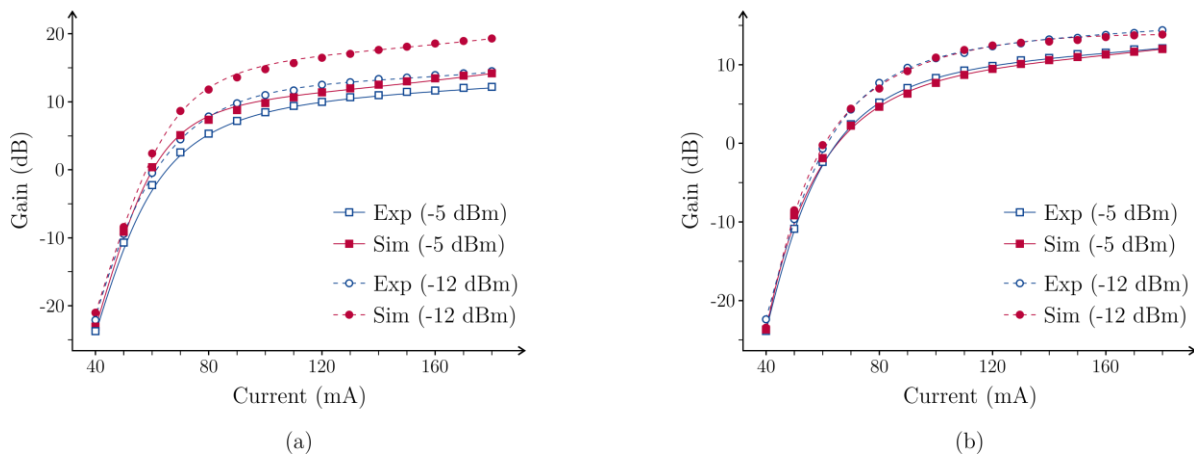 20
10
0
-10
-20
Gain (dB)
Exp (-5 dBm)
Sim (-5 dBm)
Exp (-12 dBm)
Sim (-12 dBm)
40
80
120
160
Current (mA)
(a)
10
0
-10
-20
Gain (dB)
Exp (-5 dBm)
Sim (-5 dBm)
Exp (-12 dBm)
Sim (-12 dBm)
40
80
120
160
Current (mA)
(b)